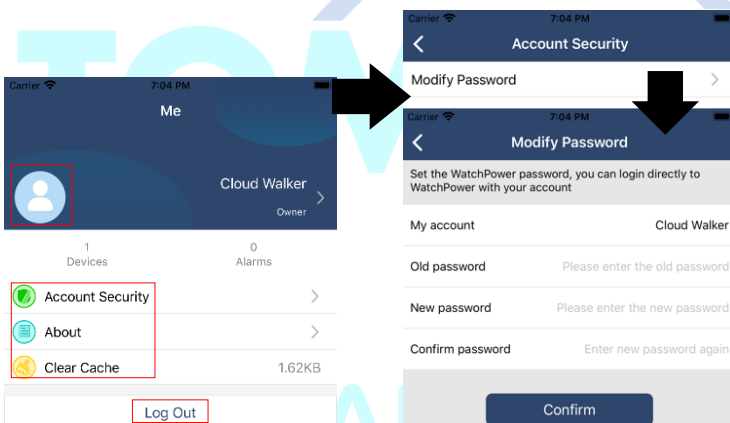 Carrier 7:04 PM
Me
Cloud Walker
Owner
1
Devices
0
Alarms
Account Security
About
Clear Cache 1.62KB
Log Out
Carrier 7:04 PM
Account Security
Modify Password
Carrier 7:04 PM
Modify Password
Set the WatchPower password, you can login directly to
WatchPower with your account
My account Cloud Walker
Old password Please enter the old password
New password Please enter the new password
Confirm password Enter new password again
Confirm